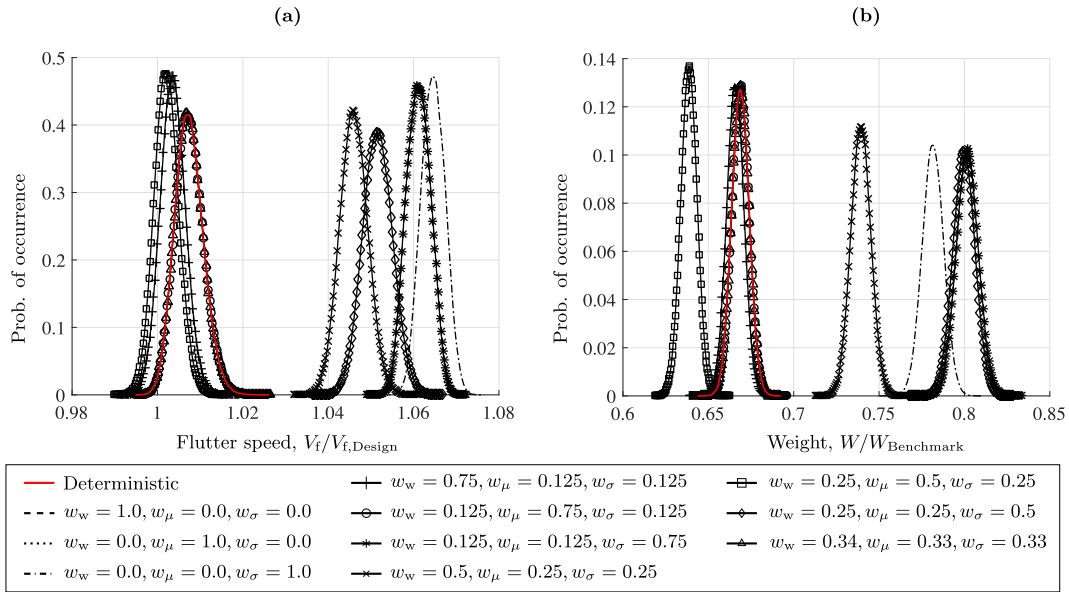 (a)
(b)
Prob. of occurrence
0.5
0.4
0.3
0.2
0.1
0
0.98
1
1.02
1.04
1.06
1.08
Flutter speed, V_f/V_f,Design
Prob. of occurrence
0.14
0.12
0.1
0.08
0.06
0.04
0.02
0
0.6
0.65
0.7
0.75
0.8
0.85
Weight, W/W_Benchmark
Deterministic
w_w = 1.0, w_μ = 0.0, w_σ = 0.0
w_w = 0.0, w_μ = 1.0, w_σ = 0.0
w_w = 0.0, w_μ = 0.0, w_σ = 1.0
w_w = 0.75, w_μ = 0.125, w_σ = 0.125
w_w = 0.125, w_μ = 0.75, w_σ = 0.125
w_w = 0.125, w_μ = 0.125, w_σ = 0.75
w_w = 0.5, w_μ = 0.25, w_σ = 0.25
w_w = 0.25, w_μ = 0.5, w_σ = 0.25
w_w = 0.25, w_μ = 0.25, w_σ = 0.5
w_w = 0.34, w_μ = 0.33, w_σ = 0.33